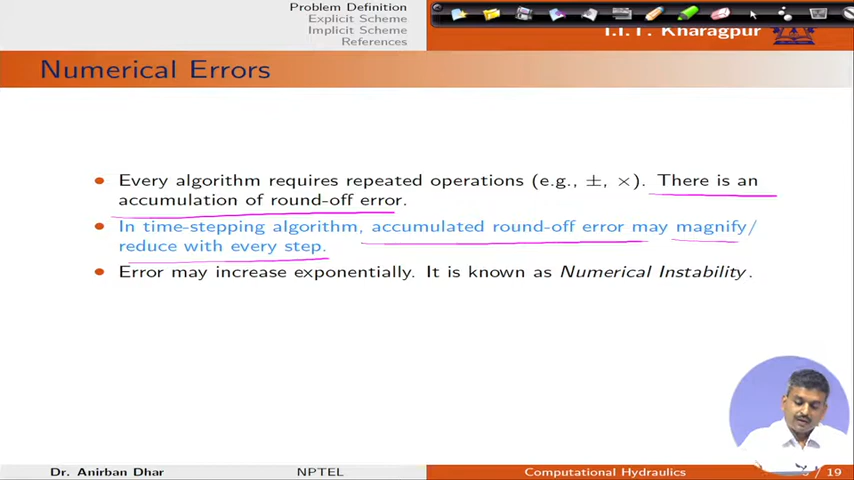 Problem Definition
Explicit Scheme
Implicit Scheme
References
I.I.T. Kharagpur
Numerical Errors
• Every algorithm requires repeated operations (e.g., ±, ×). There is an
accumulation of round-off error.
• In time-stepping algorithm, accumulated round-off error may magnify/
reduce with every step.
• Error may increase exponentially. It is known as Numerical Instability.
Dr. Anirban Dhar
NPTEL
Computational Hydraulics
/ 19